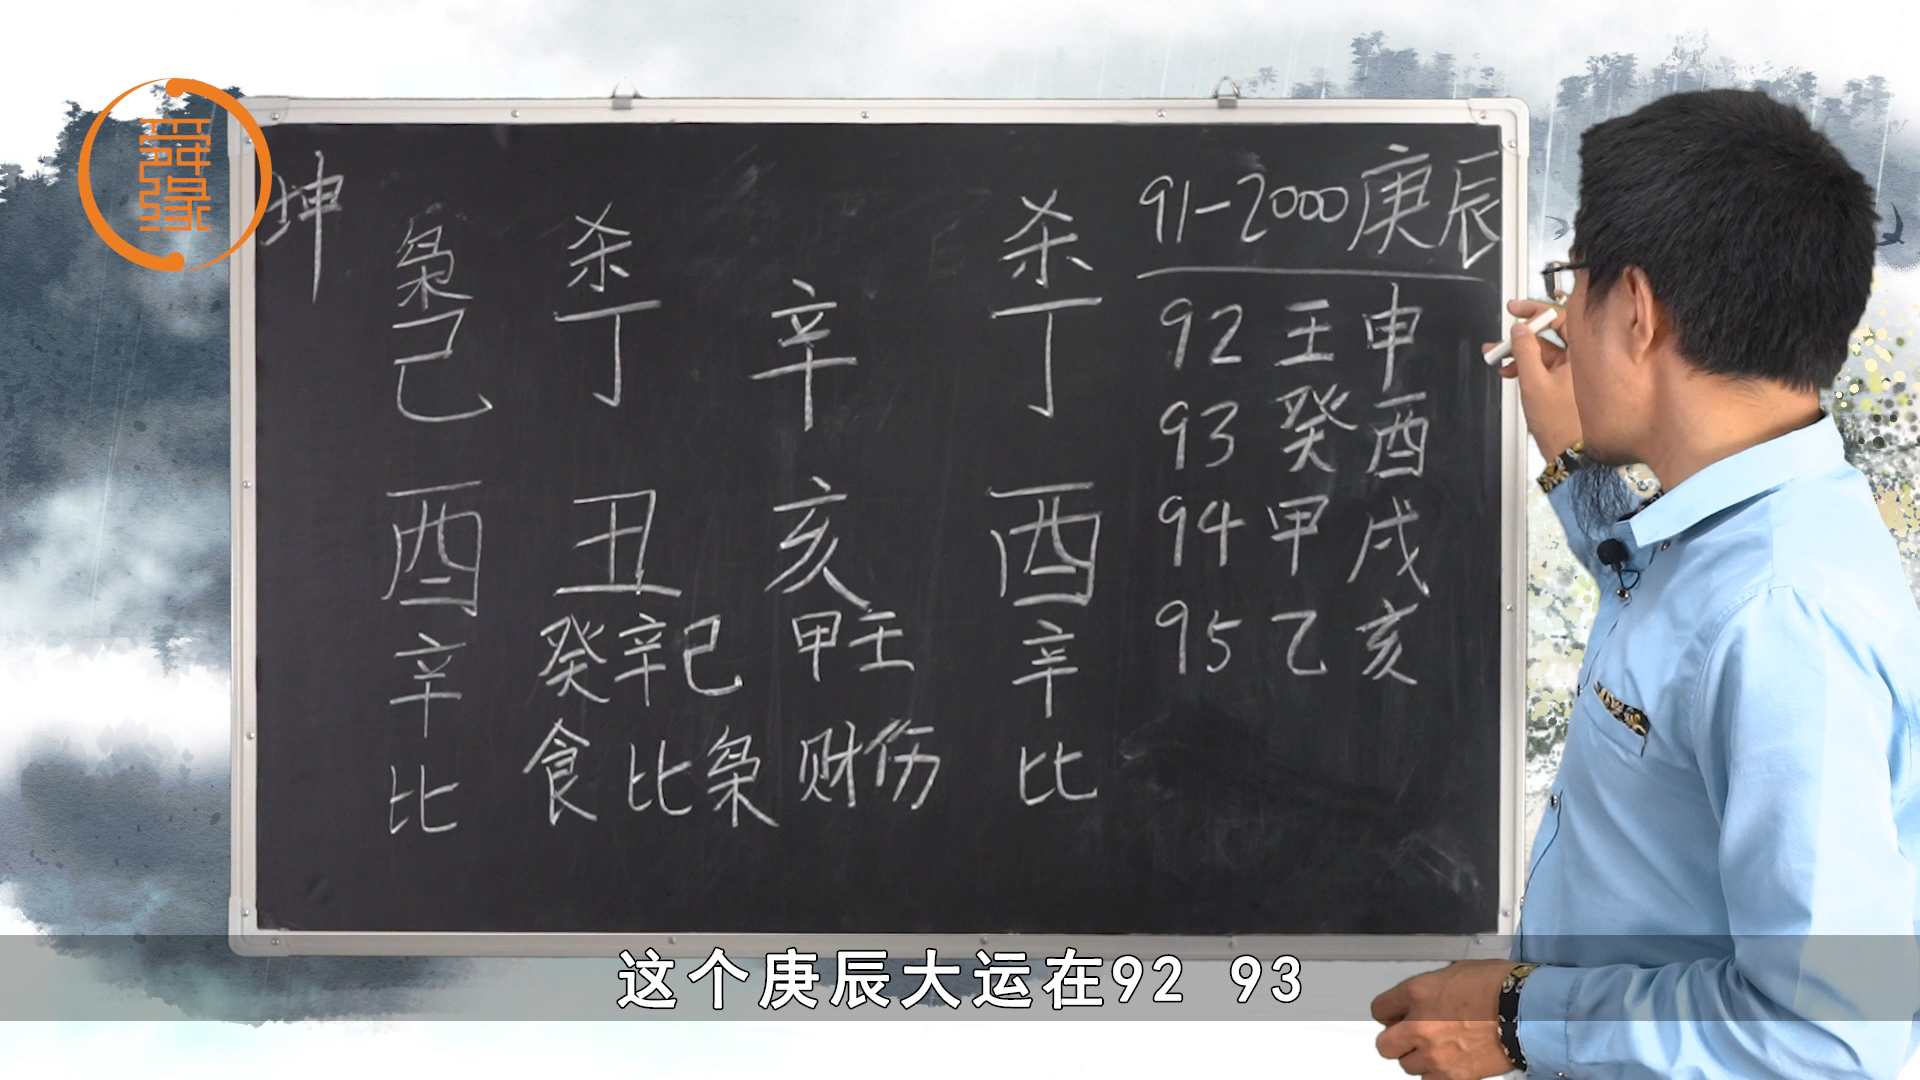 舜缘
坤
枭 杀 杀
己 丁 辛 丁
酉 丑 亥 酉
辛 癸辛己 甲壬 辛
比 食比枭 财伤 比
91-2000庚辰
92 壬申
93 癸酉
94 甲戌
95 乙亥
这个庚辰大运在92 93